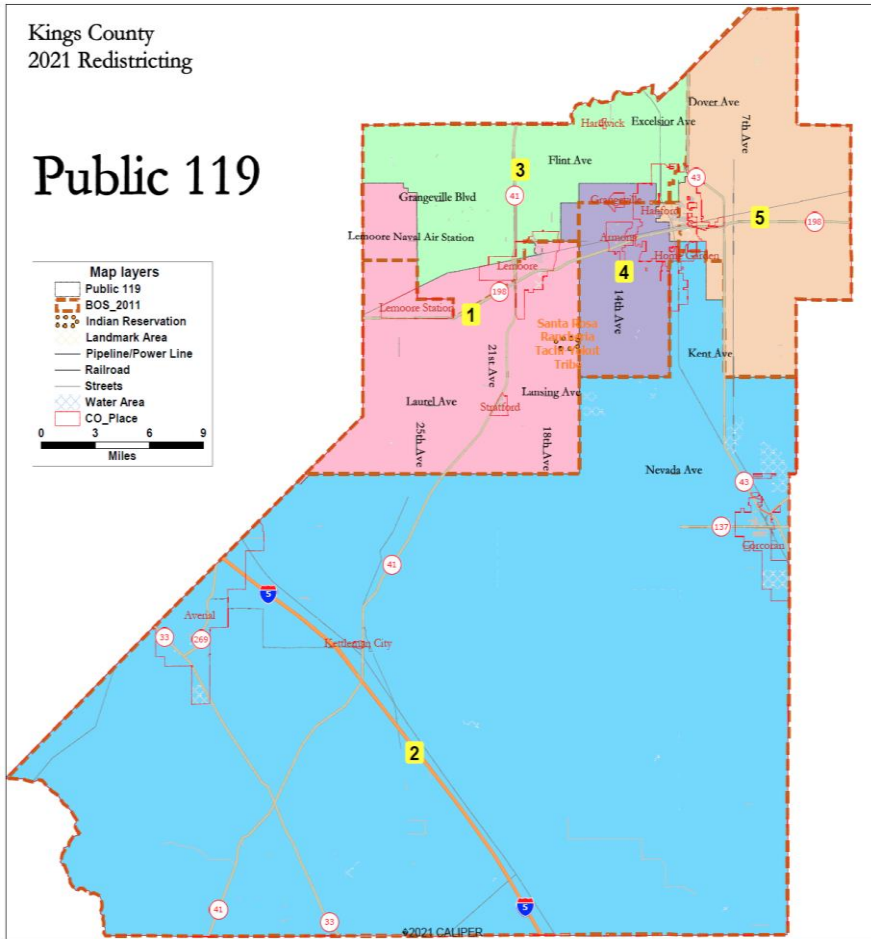 Kings County
2021 Redistricting
Public 119
Map layers
Public 119
BOS_2011
Indian Reservation
Landmark Area
Pipeline/Power Line
Railroad
Streets
Water Area
CO_Place
0 3 6 9
Miles
Dover Ave
7th Ave
Hardwick
Excelsior Ave
3
Flint Ave
43
41
Grangeville Blvd
Hanford
5
198
Lemoore Naval Air Station
Armona
Home Garden
Lemoore
4
198
Lemoore Station
1
14th Ave
Santa Rosa
Rancheria
Tachi Yokut
Tribe
21st Ave
Kent Ave
Laurel Ave
Lansing Ave
Stratford
25th Ave
18th Ave
Nevada Ave
43
137
Corcoran
41
5
Avenal
33
269
Kettleman City
2
41
33
5
�2021 CALIPER